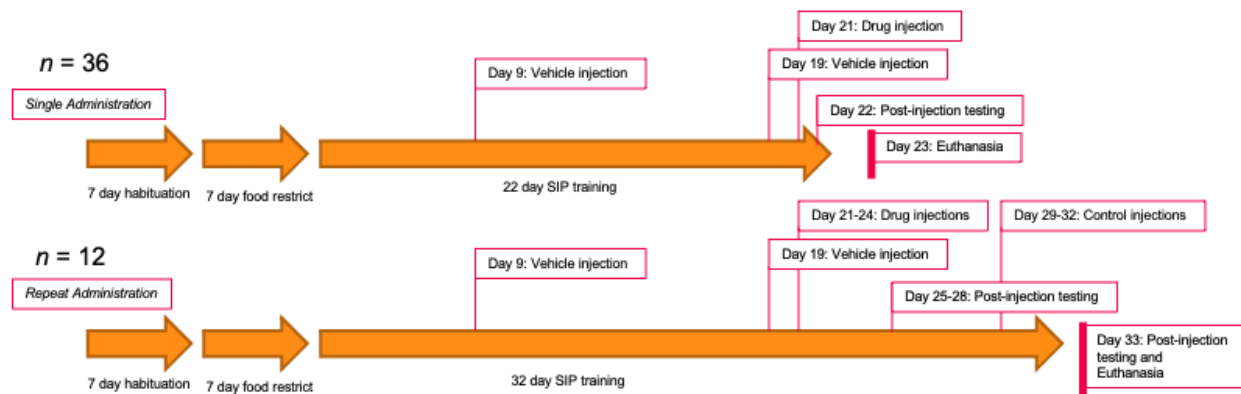 n = 36
Single Administration
Day 9: Vehicle injection
Day 21: Drug injection
Day 19: Vehicle injection
Day 22: Post-injection testing
Day 23: Euthanasia
7 day habituation
7 day food restrict
22 day SIP training
n = 12
Repeat Administration
Day 9: Vehicle injection
Day 21-24: Drug injections
Day 29-32: Control injections
Day 19: Vehicle injection
Day 25-28: Post-injection testing
Day 33: Post-injection
testing and
Euthanasia
7 day habituation
7 day food restrict
32 day SIP training